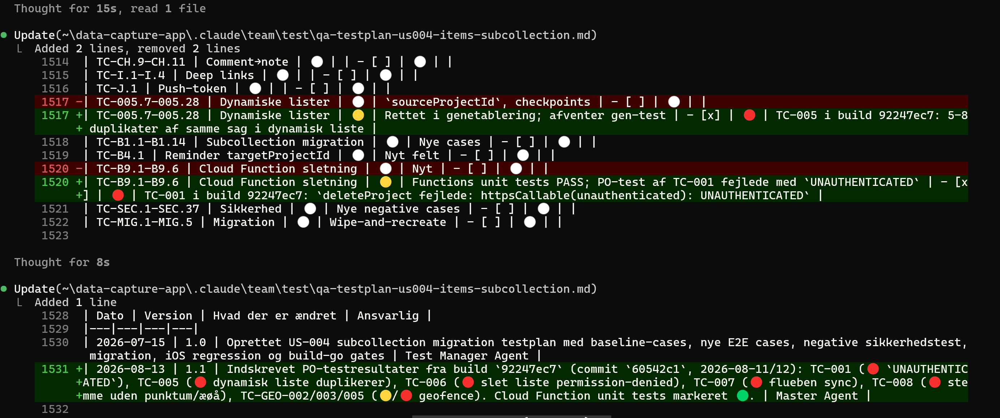 Thought for 15s, read 1 file
● Update(~\data-capture-app\.claude\team\test\qa-testplan-us004-items-subcollection.md)
└ Added 2 lines, removed 2 lines
1514 | TC-CH.9-CH.11 | Comment→note | ⚪ | | - [ ] | ⚪ | |
1515 | TC-I.1-I.4 | Deep links | ⚪ | | - [ ] | ⚪ | |
1516 | TC-J.1 | Push-token | ⚪ | | - [ ] | ⚪ | |
1517 -| TC-005.7-005.28 | Dynamiske lister | ⚪ | `sourceProjectId`, checkpoints | - [ ] | ⚪ | |
1517 +| TC-005.7-005.28 | Dynamiske lister | 🟡 | Rettet i genetablering; afventer gen-test | - [x] | 🔴 | TC-005 i build 92247ec7: 5-8
+ duplikater af samme sag i dynamisk liste |
1518 | TC-B1.1-B1.14 | Subcollection migration | ⚪ | Nye cases | - [ ] | ⚪ | |
1519 | TC-B4.1 | Reminder targetProjectId | ⚪ | Nyt felt | - [ ] | ⚪ | |
1520 -| TC-B9.1-B9.6 | Cloud Function sletning | ⚪ | Nyt | - [ ] | ⚪ | |
1520 +| TC-B9.1-B9.6 | Cloud Function sletning | 🟡 | Functions unit tests PASS; PO-test af TC-001 fejlede med `UNAUTHENTICATED` | - [x
+] | 🔴 | TC-001 i build 92247ec7: `deleteProject fejlede: httpsCallable(unauthenticated): UNAUTHENTICATED` |
1521 | TC-SEC.1-SEC.37 | Sikkerhed | ⚪ | Nye negative cases | - [ ] | ⚪ | |
1522 | TC-MIG.1-MIG.5 | Migration | ⚪ | Wipe-and-recreate | - [ ] | ⚪ | |
1523
Thought for 8s
● Update(~\data-capture-app\.claude\team\test\qa-testplan-us004-items-subcollection.md)
└ Added 1 line
1528 | Dato | Version | Hvad der er ændret | Ansvarlig |
1529 |---|---|---|---|
1530 | 2026-07-15 | 1.0 | Oprettet US-004 subcollection migration testplan med baseline-cases, nye E2E cases, negative sikkerhedstest,
migration, iOS regression og build-go gates | Test Manager Agent |
1531 +| 2026-08-13 | 1.1 | Indskrevet PO-testresultater fra build `92247ec7` (commit `60542c1`, 2026-08-11/12): TC-001 (🔴 `UNAUTHENTIC
+ATED`), TC-005 (🔴 dynamisk liste duplikerer), TC-006 (🔴 slet liste permission-denied), TC-007 (🔴 flueben sync), TC-008 (🔴 ste
+mme uden punktum/æøå), TC-GEO-002/003/005 (🟡/🔴 geofence). Cloud Function unit tests markeret 🟢. | Master Agent |
1532